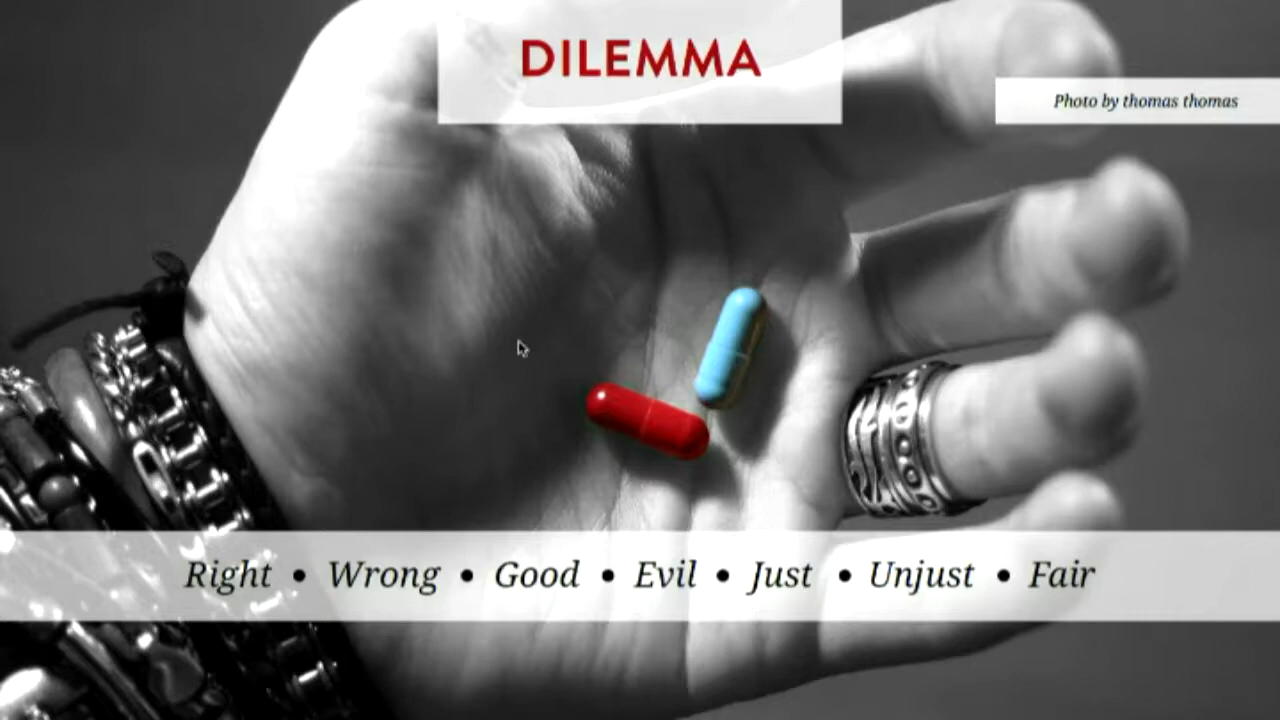 DILEMMA
Photo by thomas thomas
Right • Wrong • Good • Evil • Just • Unjust • Fair